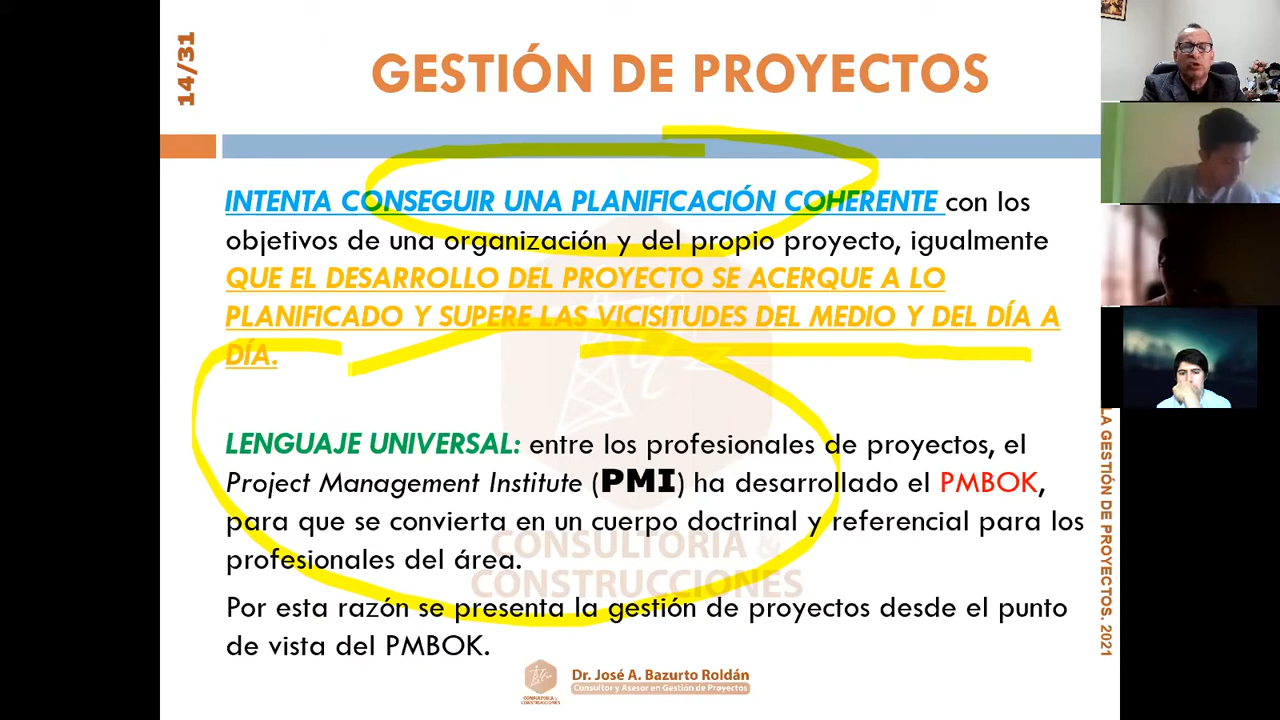 14/31
GESTIÓN DE PROYECTOS
INTENTA CONSEGUIR UNA PLANIFICACIÓN COHERENTE con los
objetivos de una organización y del propio proyecto, igualmente
QUE EL DESARROLLO DEL PROYECTO SE ACERQUE A LO
PLANIFICADO Y SUPERE LAS VICISITUDES DEL MEDIO Y DEL DÍA A
DÍA.
LENGUAJE UNIVERSAL: entre los profesionales de proyectos, el
Project Management Institute (PMI) ha desarrollado el PMBOK,
para que se convierta en un cuerpo doctrinal y referencial para los
profesionales del área.
Por esta razón se presenta la gestión de proyectos desde el punto
de vista del PMBOK.
CONSULTORIA &
CONSTRUCCIONES
CONSULTORIA &
CONSTRUCCIONES
Dr. José A. Bazurto Roldán
Consultor y Asesor en Gestión de Proyectos
LA GESTIÓN DE PROYECTOS. 2021